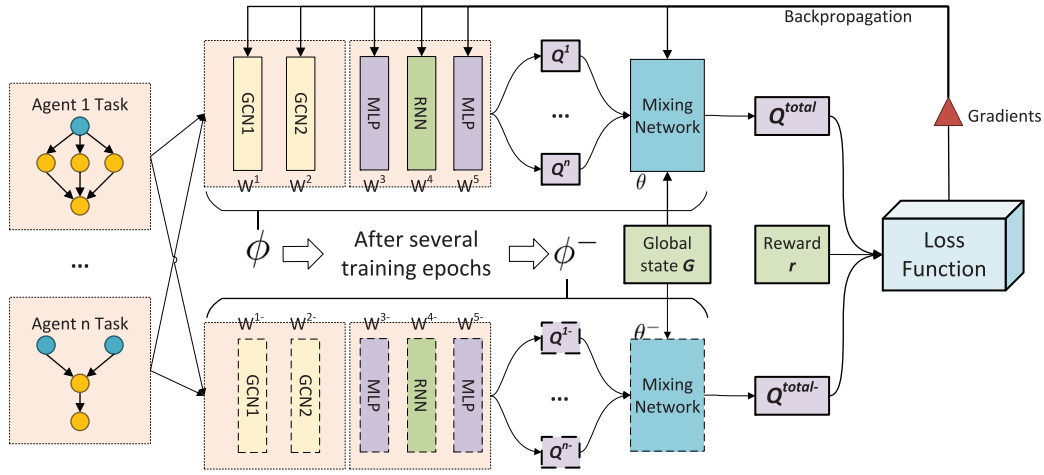 Backpropagation
Agent 1 Task
...
Agent n Task
GCN1
GCN2
MLP
RNN
MLP
W¹
W²
W³
W⁴
W⁵
Q¹
...
Qⁿ
Mixing
Network
θ
Q^total
Gradients
ϕ
After several
training epochs
ϕ⁻
Global
state G
Reward
r
Loss
Function
W¹⁻
W²⁻
W³⁻
W⁴⁻
W⁵⁻
GCN1
GCN2
MLP
RNN
MLP
Q¹⁻
...
Qⁿ⁻
θ⁻
Mixing
Network
Q^total-